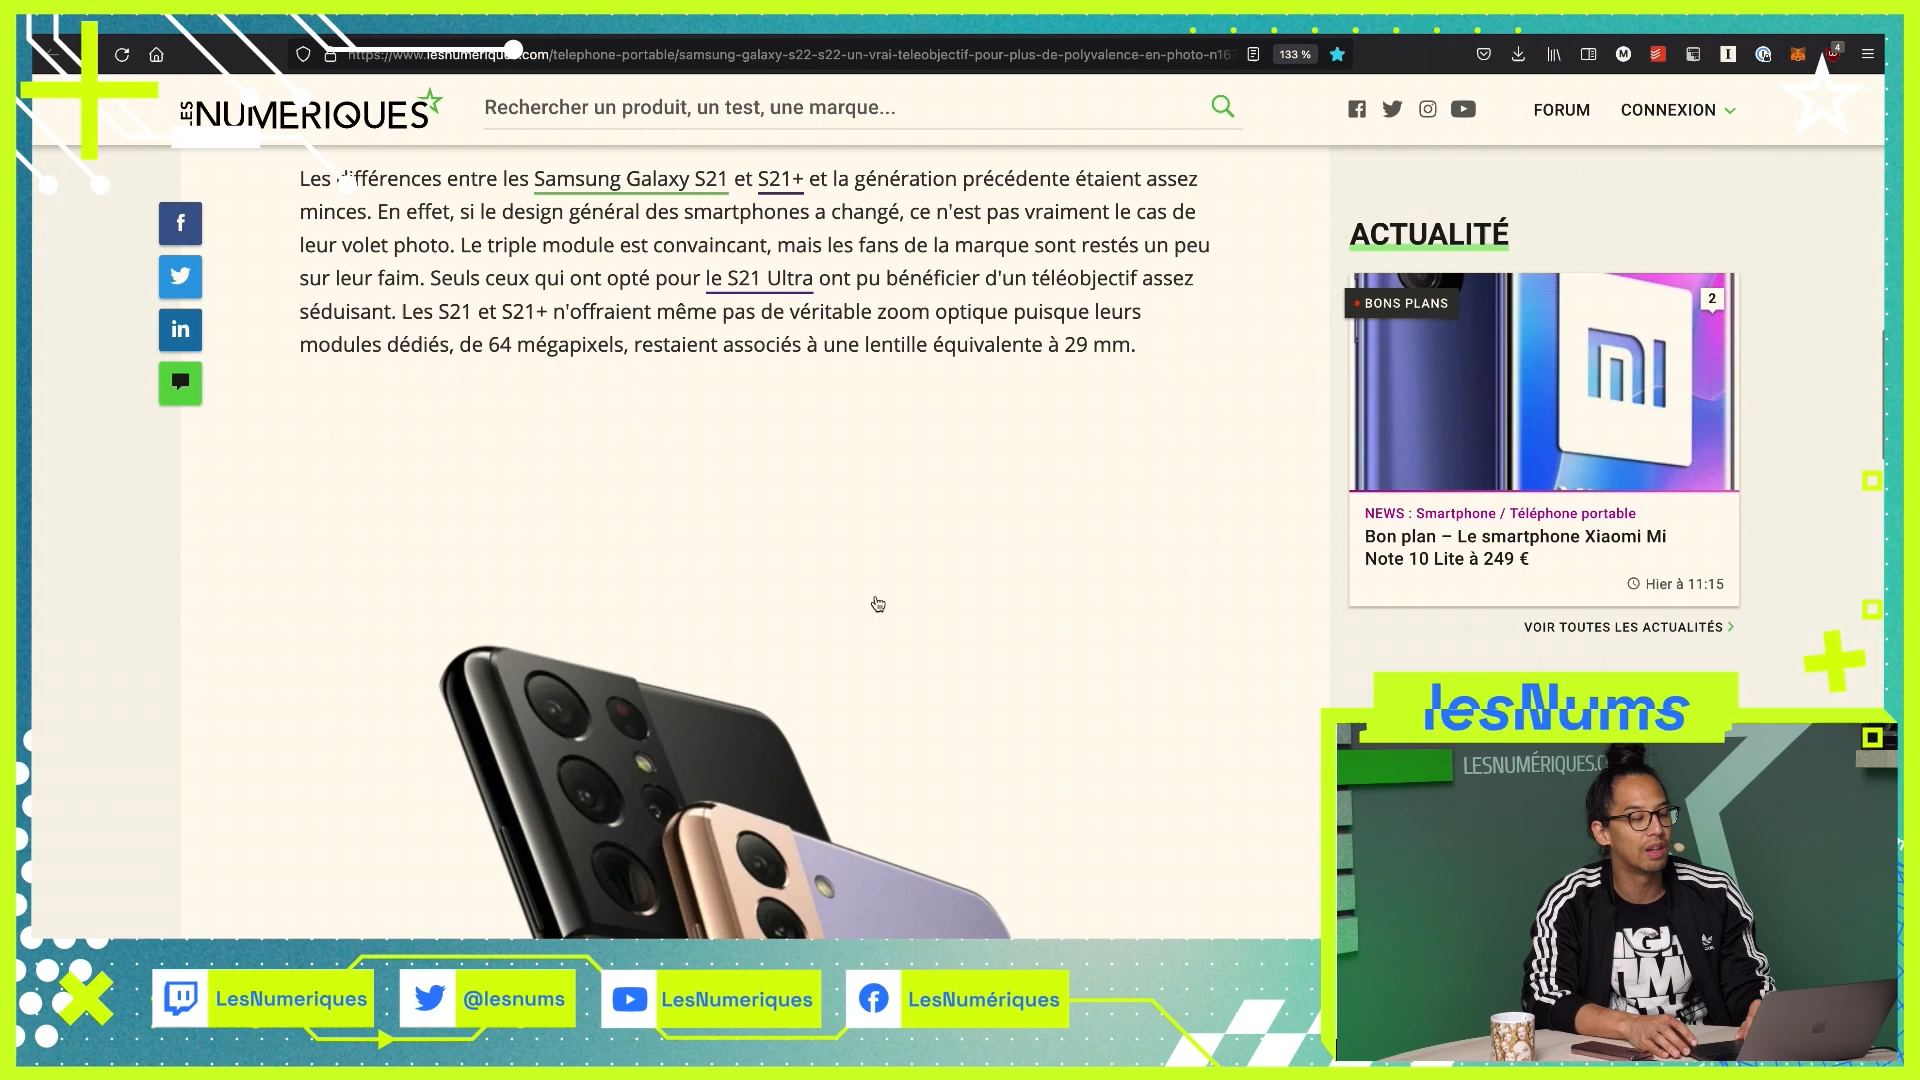 https://www.lesnumeriques.com/telephone-portable/samsung-galaxy-s22-s22-un-vrai-teleobjectif-pour-plus-de-polyvalence-en-photo-n167
133 %
4
LES NUMERIQUES
Rechercher un produit, un test, une marque...
FORUM
CONNEXION
Les différences entre les Samsung Galaxy S21 et S21+ et la génération précédente étaient assez
minces. En effet, si le design général des smartphones a changé, ce n'est pas vraiment le cas de
leur volet photo. Le triple module est convaincant, mais les fans de la marque sont restés un peu
sur leur faim. Seuls ceux qui ont opté pour le S21 Ultra ont pu bénéficier d'un téléobjectif assez
séduisant. Les S21 et S21+ n'offraient même pas de véritable zoom optique puisque leurs
modules dédiés, de 64 mégapixels, restaient associés à une lentille équivalente à 29 mm.
ACTUALITÉ
BONS PLANS
2
NEWS : Smartphone / Téléphone portable
Bon plan – Le smartphone Xiaomi Mi
Note 10 Lite à 249 €
Hier à 11:15
VOIR TOUTES LES ACTUALITÉS
lesNums
LESNUMÉRIQUES.C
LesNumeriques
@lesnums
LesNumeriques
LesNumériques